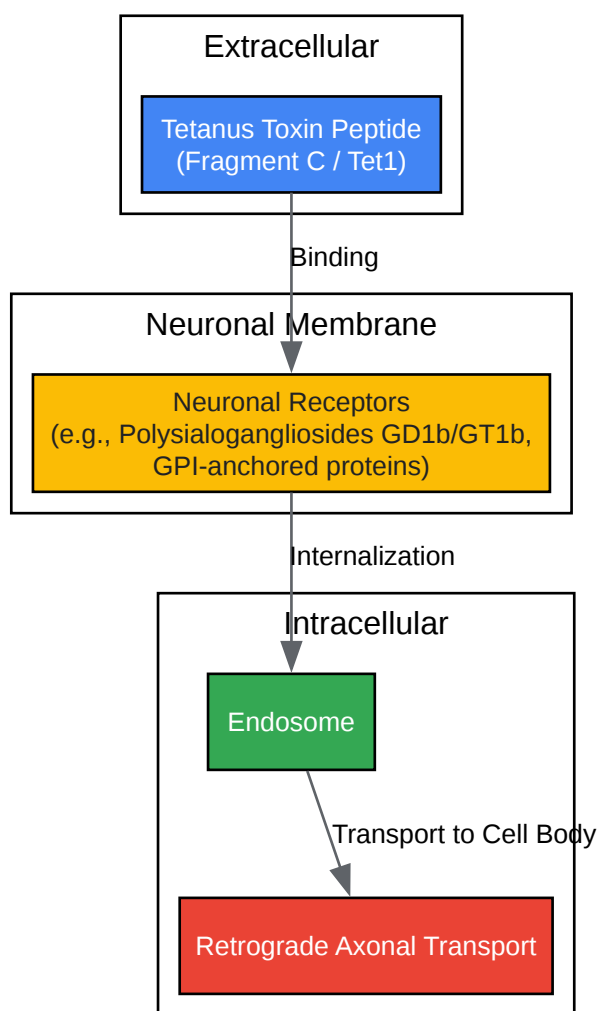 Extracellular
Tetanus Toxin Peptide
(Fragment C / Tet1)
Binding
Neuronal Membrane
Neuronal Receptors
(e.g., Polysialogangliosides GD1b/GT1b,
GPI-anchored proteins)
Internalization
Intracellular
Endosome
Transport to Cell Body
Retrograde Axonal Transport